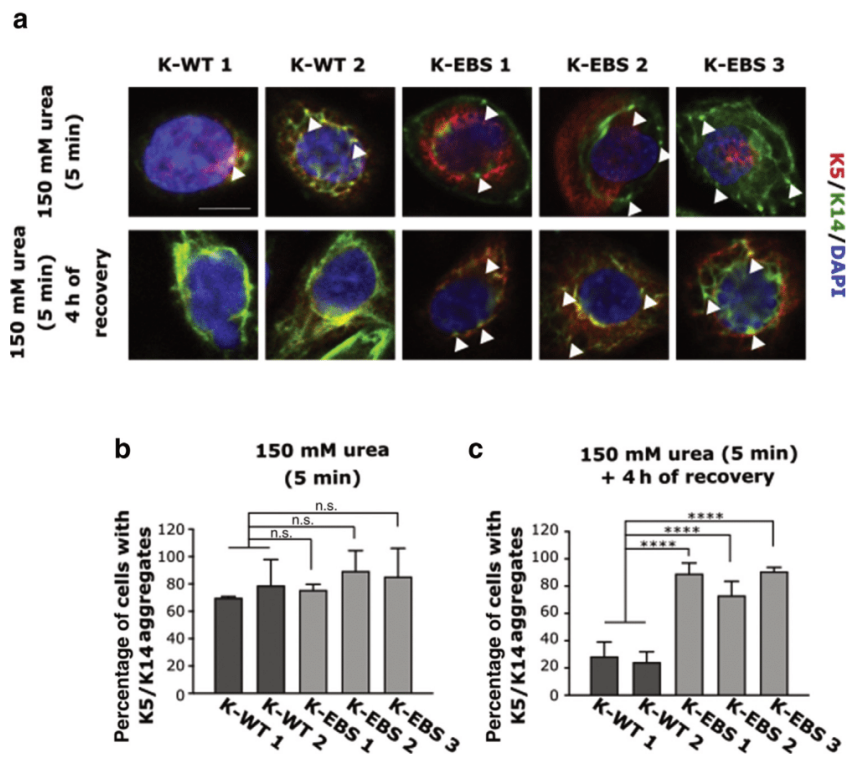 a
K-WT 1 K-WT 2 K-EBS 1 K-EBS 2 K-EBS 3
150 mM urea
(5 min)
150 mM urea
(5 min)
4 h of
recovery
K5/K14/DAPI
b
150 mM urea
(5 min)
Percentage of cells with
K5/K14 aggregates
120
100
80
60
40
20
0
n.s.
n.s.
n.s.
K-WT 1
K-WT 2
K-EBS 1
K-EBS 2
K-EBS 3
c
150 mM urea (5 min)
+ 4 h of recovery
Percentage of cells with
K5/K14 aggregates
120
100
80
60
40
20
0
****
****
****
K-WT 1
K-WT 2
K-EBS 1
K-EBS 2
K-EBS 3